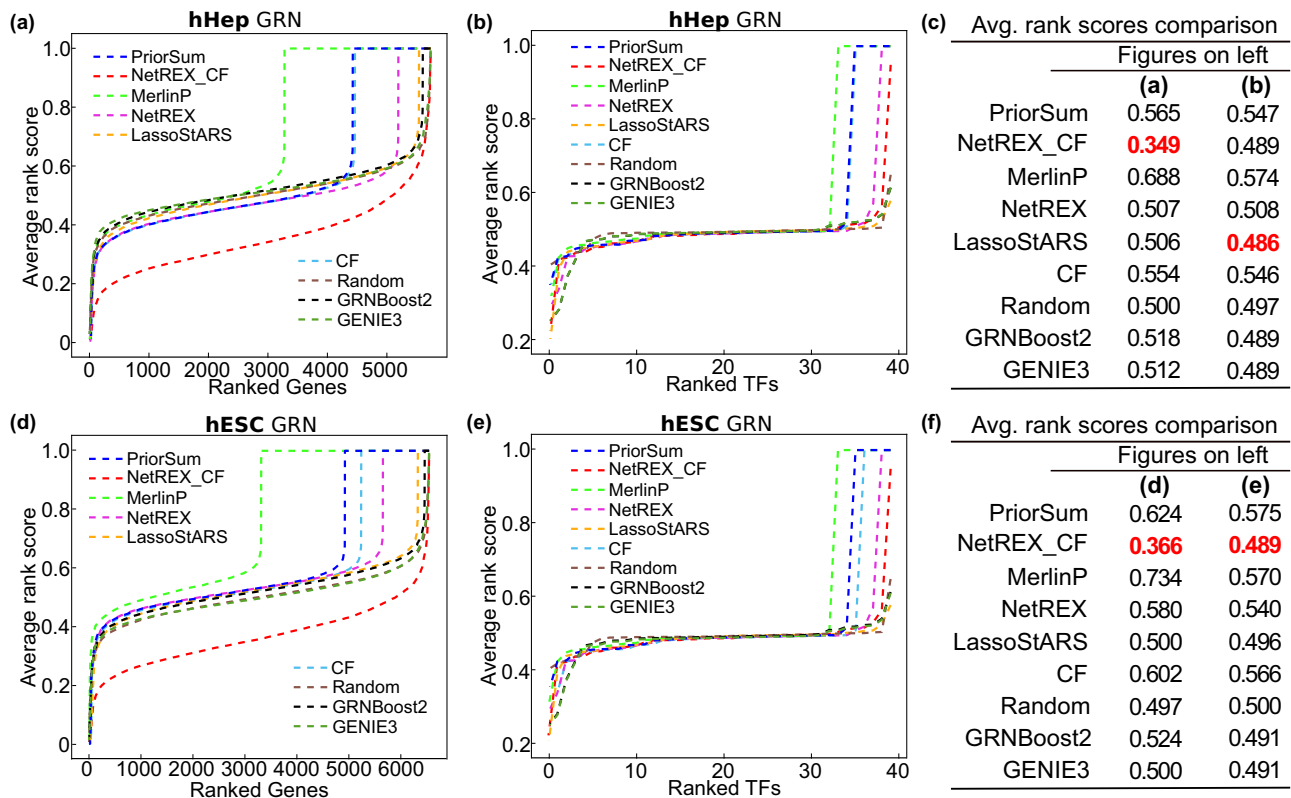 (a)
hHep GRN
Average rank score
1.0
0.8
0.6
0.4
0.2
0
PriorSum
NetREX_CF
MerlinP
NetREX
LassoStARS
CF
Random
GRNBoost2
GENIE3
0 1000 2000 3000 4000 5000
Ranked Genes
(b)
hHep GRN
Average rank score
1.0
0.8
0.6
0.4
0.2
PriorSum
NetREX_CF
MerlinP
NetREX
LassoStARS
CF
Random
GRNBoost2
GENIE3
0 10 20 30 40
Ranked TFs
(c)
Avg. rank scores comparison
Figures on left
(a) (b)
PriorSum 0.565 0.547
NetREX_CF 0.349 0.489
MerlinP 0.688 0.574
NetREX 0.507 0.508
LassoStARS 0.506 0.486
CF 0.554 0.546
Random 0.500 0.497
GRNBoost2 0.518 0.489
GENIE3 0.512 0.489
(d)
hESC GRN
Average rank score
1.0
0.8
0.6
0.4
0.2
0
PriorSum
NetREX_CF
MerlinP
NetREX
LassoStARS
CF
Random
GRNBoost2
GENIE3
0 1000 2000 3000 4000 5000 6000
Ranked Genes
(e)
hESC GRN
Average rank score
1.0
0.8
0.6
0.4
0.2
PriorSum
NetREX_CF
MerlinP
NetREX
LassoStARS
CF
Random
GRNBoost2
GENIE3
0 10 20 30 40
Ranked TFs
(f)
Avg. rank scores comparison
Figures on left
(d) (e)
PriorSum 0.624 0.575
NetREX_CF 0.366 0.489
MerlinP 0.734 0.570
NetREX 0.580 0.540
LassoStARS 0.500 0.496
CF 0.602 0.566
Random 0.497 0.500
GRNBoost2 0.524 0.491
GENIE3 0.500 0.491